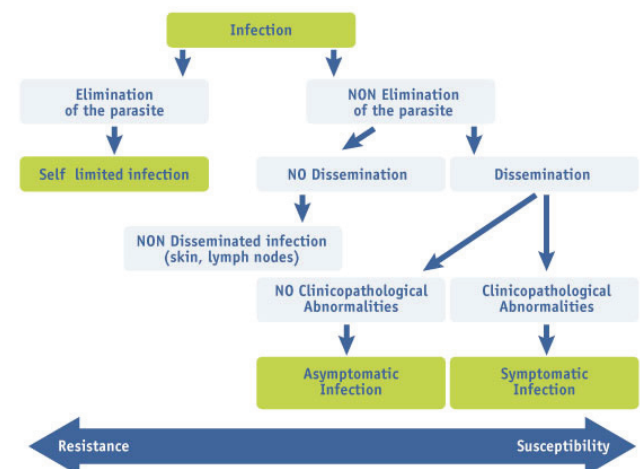 Infection
Elimination
of the parasite
NON Elimination
of the parasite
Self limited infection
NO Dissemination
Dissemination
NON Disseminated infection
(skin, lymph nodes)
NO Clinicopathological
Abnormalities
Clinicopathological
Abnormalities
Asymptomatic
Infection
Symptomatic
Infection
Resistance
Susceptibility